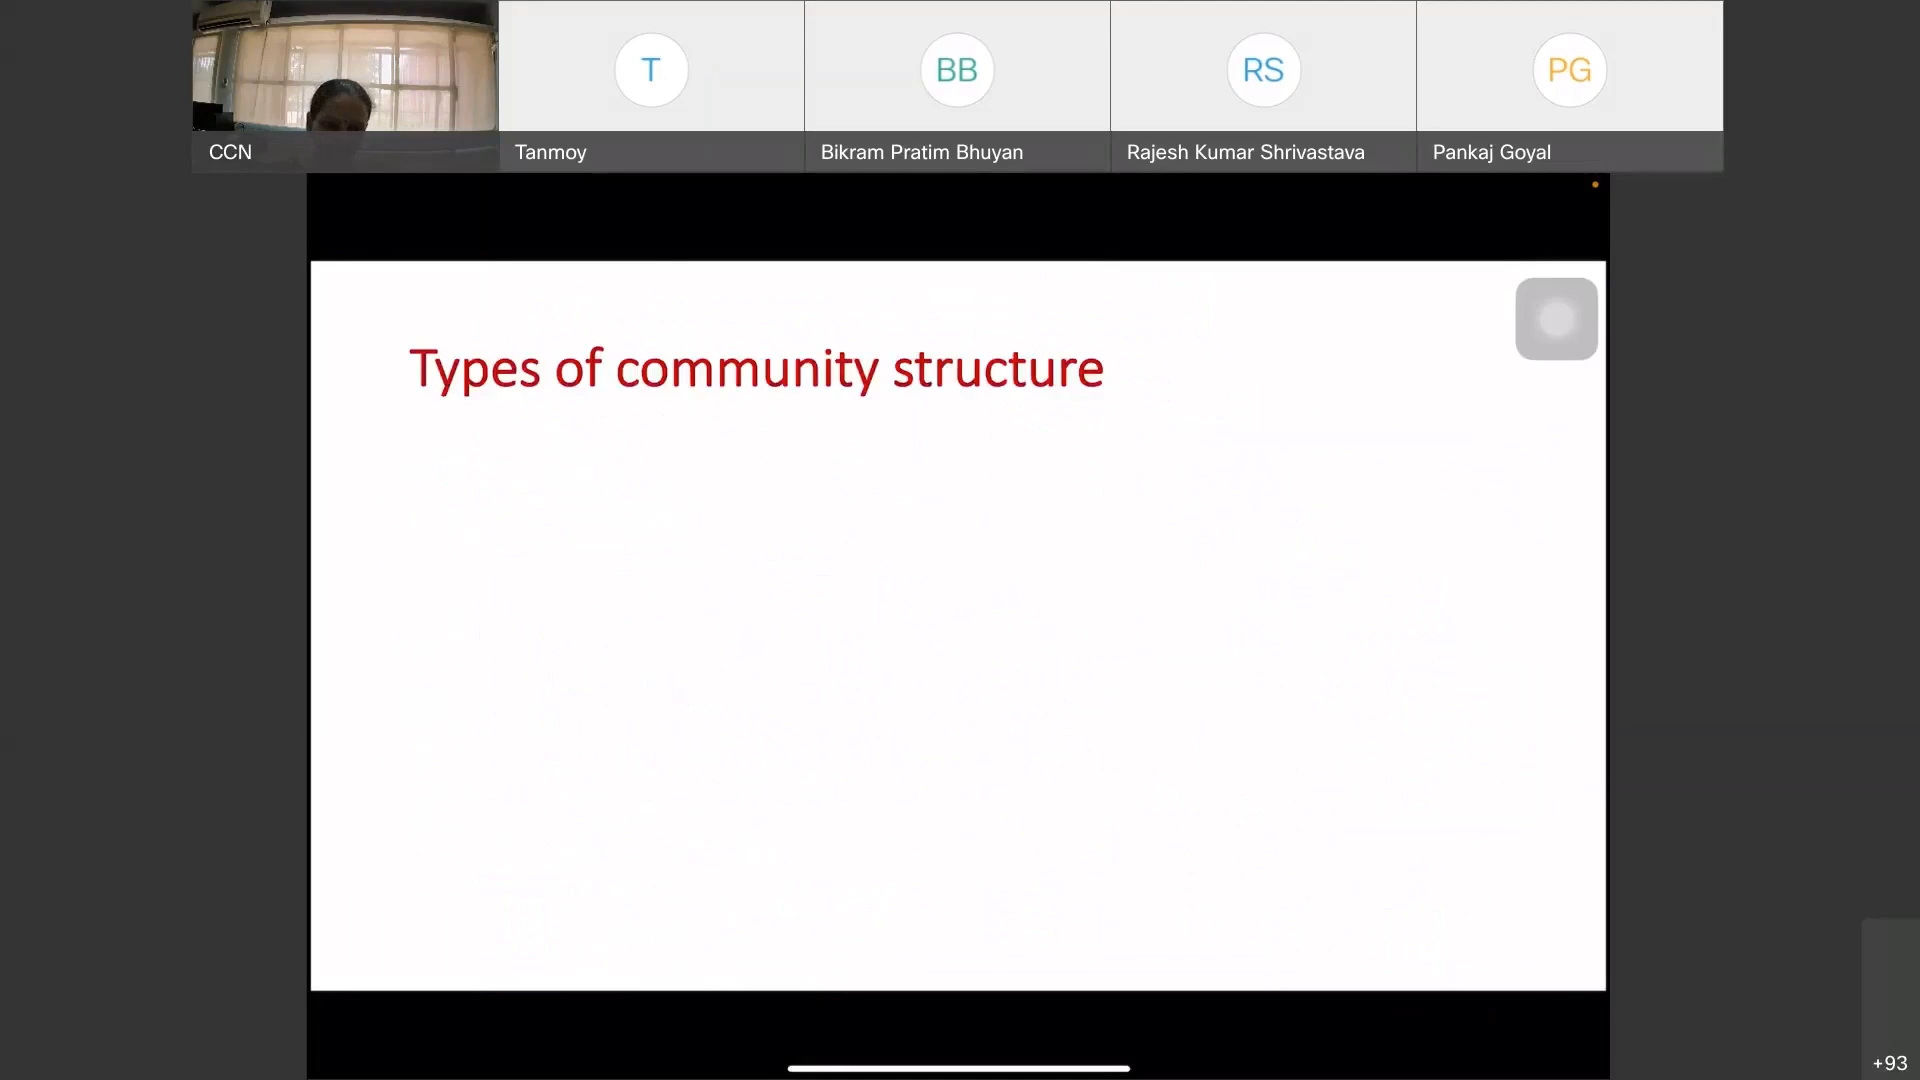 T
BB
RS
PG
CCN
Tanmoy
Bikram Pratim Bhuyan
Rajesh Kumar Shrivastava
Pankaj Goyal
Types of community structure
+93